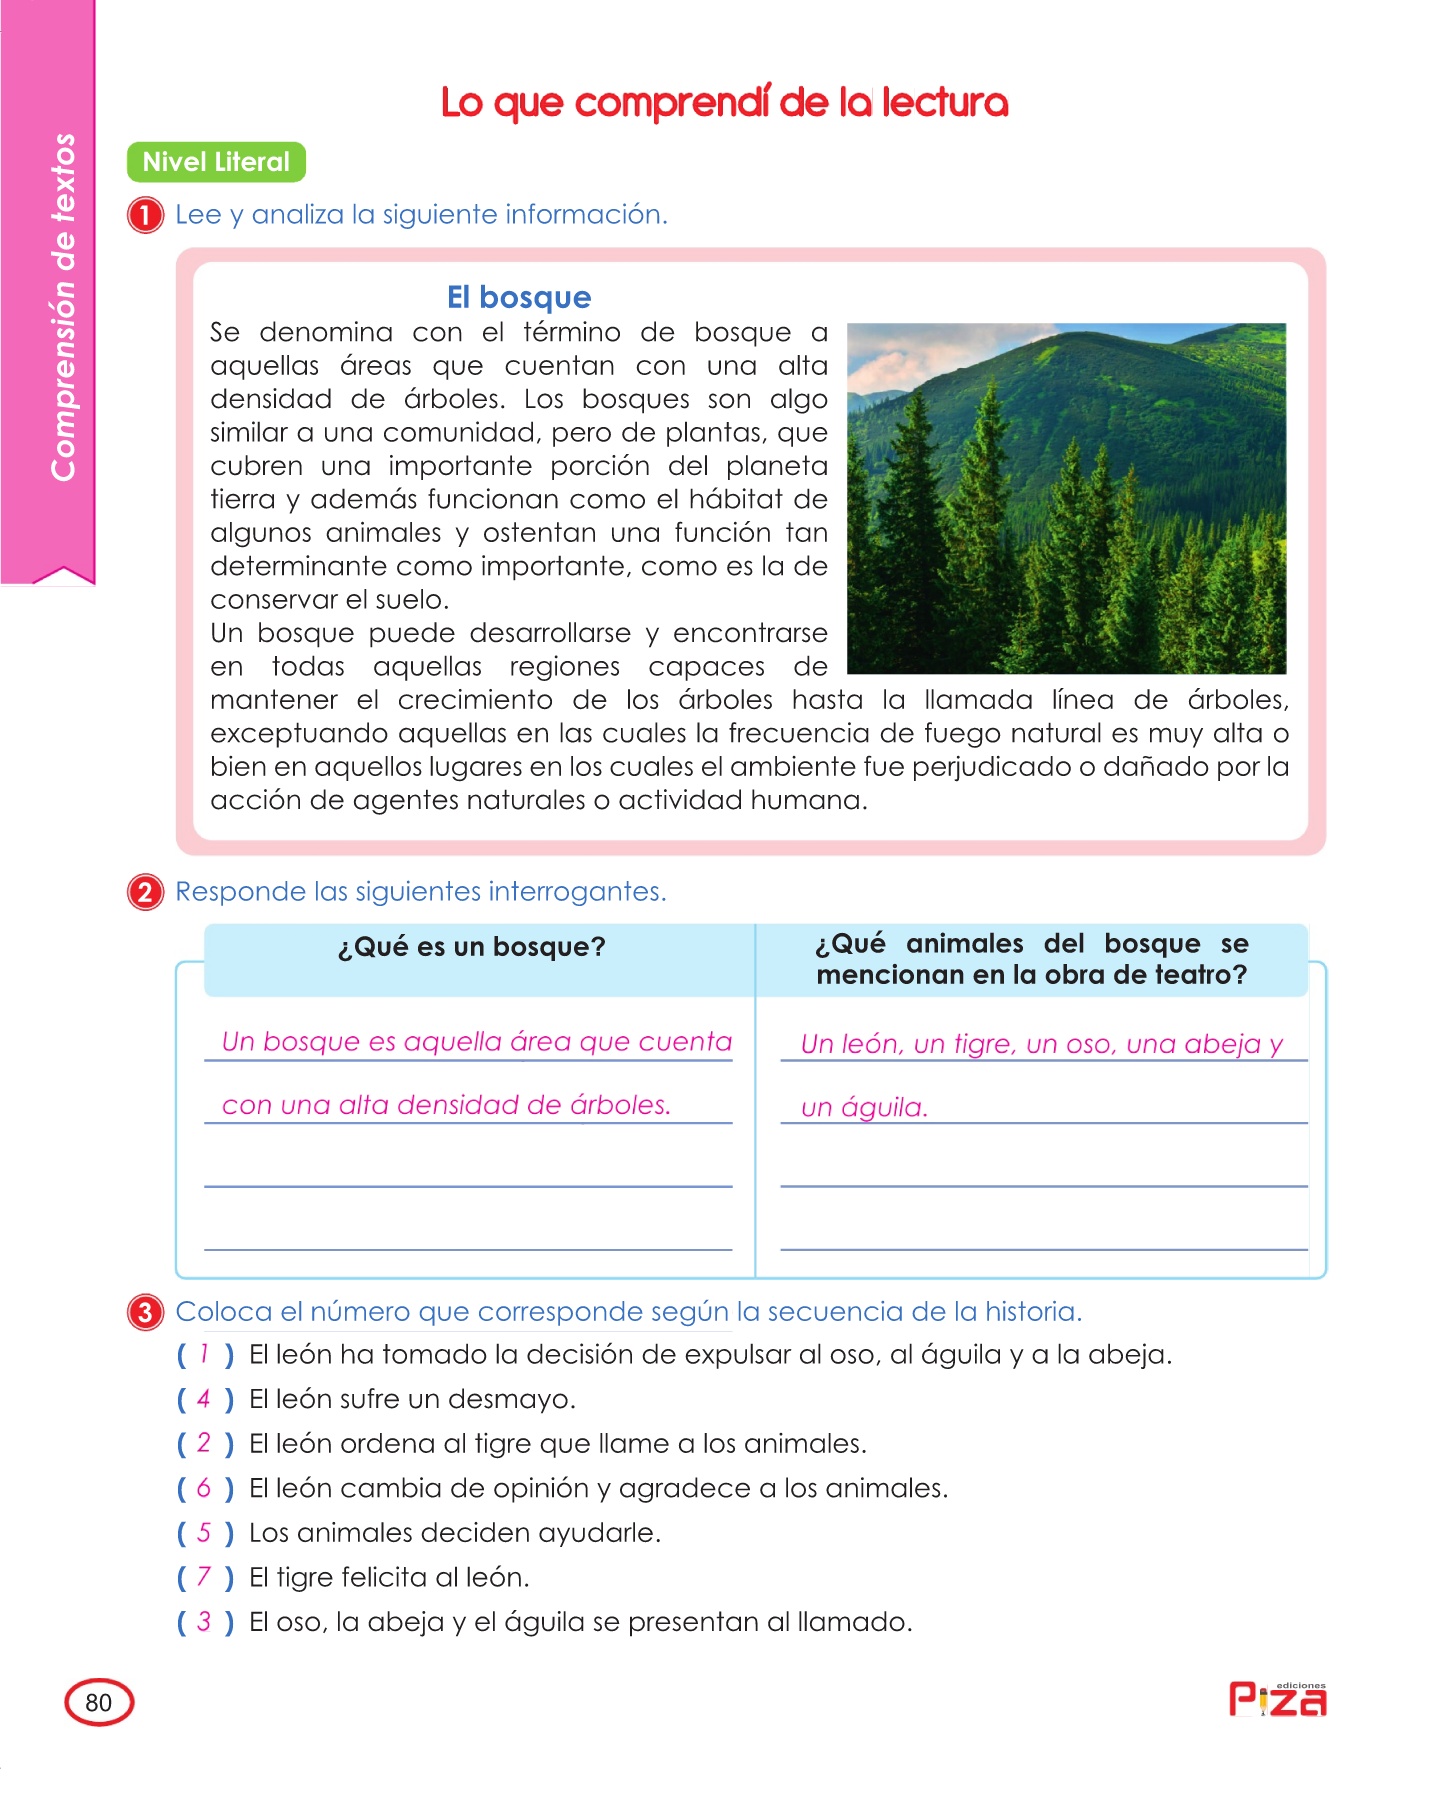 Comprensión de textos
Lo que comprendí de la lectura
Nivel Literal
1 Lee y analiza la siguiente información.
El bosque
Se denomina con el término de bosque a
aquellas áreas que cuentan con una alta
densidad de árboles. Los bosques son algo
similar a una comunidad, pero de plantas, que
cubren una importante porción del planeta
tierra y además funcionan como el hábitat de
algunos animales y ostentan una función tan
determinante como importante, como es la de
conservar el suelo.
Un bosque puede desarrollarse y encontrarse
en todas aquellas regiones capaces de
mantener el crecimiento de los árboles hasta la llamada línea de árboles,
exceptuando aquellas en las cuales la frecuencia de fuego natural es muy alta o
bien en aquellos lugares en los cuales el ambiente fue perjudicado o dañado por la
acción de agentes naturales o actividad humana.
2 Responde las siguientes interrogantes.
¿Qué es un bosque?
Un bosque es aquella área que cuenta
con una alta densidad de árboles.
¿Qué animales del bosque se
mencionan en la obra de teatro?
Un león, un tigre, un oso, una abeja y
un águila.
3 Coloca el número que corresponde según la secuencia de la historia.
( 1 ) El león ha tomado la decisión de expulsar al oso, al águila y a la abeja.
( 4 ) El león sufre un desmayo.
( 2 ) El león ordena al tigre que llame a los animales.
( 6 ) El león cambia de opinión y agradece a los animales.
( 5 ) Los animales deciden ayudarle.
( 7 ) El tigre felicita al león.
( 3 ) El oso, la abeja y el águila se presentan al llamado.
80
ediciones
Piza